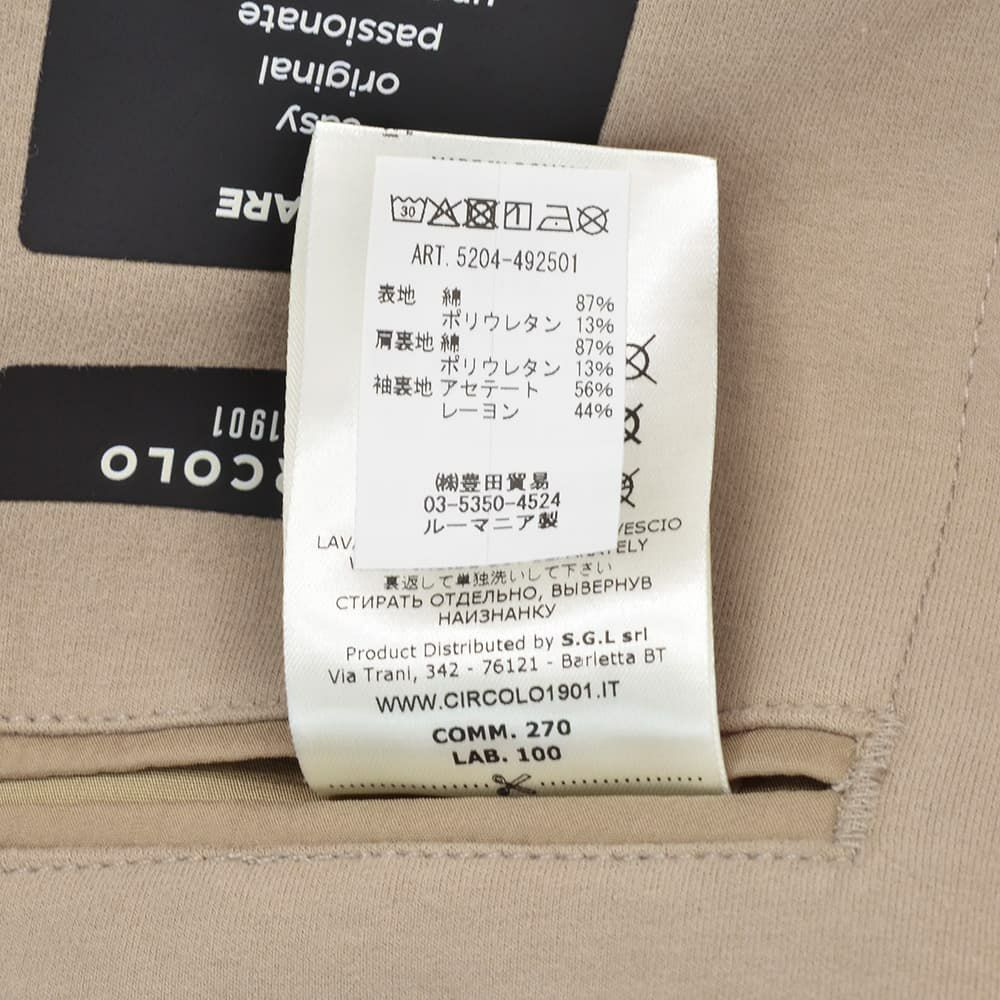 passionate
original
easy
ARE
1901
RCOLO
30
ART. 5204-492501
表地 綿 87%
ポリウレタン 13%
肩裏地 綿 87%
ポリウレタン 13%
袖裏地 アセテート 56%
レーヨン 44%
㈱豊田貿易
03-5350-4524
ルーマニア製
裏返して単独洗いして下さい
СТИРАТЬ ОТДЕЛЬНО, ВЫВЕРНУВ
НАИЗНАНКУ
Product Distributed by S.G.L srl
Via Trani, 342 - 76121 - Barletta BT
WWW.CIRCOLO1901.IT
COMM. 270
LAB. 100